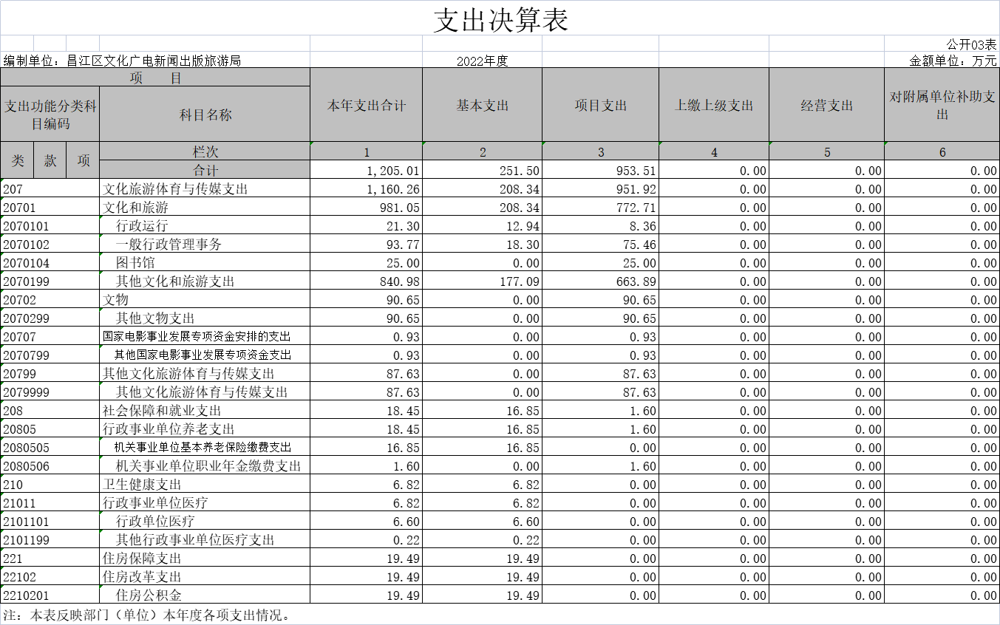 支出决算表
公开03表
编制单位：昌江区文化广电新闻出版旅游局 2022年度 金额单位：万元
项 目 本年支出合计 基本支出 项目支出 上缴上级支出 经营支出 对附属单位补助支出
支出功能分类科目编码 科目名称
类 款 项 栏次 1 2 3 4 5 6
合计 1,205.01 251.50 953.51 0.00 0.00 0.00
207 文化旅游体育与传媒支出 1,160.26 208.34 951.92 0.00 0.00 0.00
20701 文化和旅游 981.05 208.34 772.71 0.00 0.00 0.00
2070101 行政运行 21.30 12.94 8.36 0.00 0.00 0.00
2070102 一般行政管理事务 93.77 18.30 75.46 0.00 0.00 0.00
2070104 图书馆 25.00 0.00 25.00 0.00 0.00 0.00
2070199 其他文化和旅游支出 840.98 177.09 663.89 0.00 0.00 0.00
20702 文物 90.65 0.00 90.65 0.00 0.00 0.00
2070299 其他文物支出 90.65 0.00 90.65 0.00 0.00 0.00
20707 国家电影事业发展专项资金安排的支出 0.93 0.00 0.93 0.00 0.00 0.00
2070799 其他国家电影事业发展专项资金支出 0.93 0.00 0.93 0.00 0.00 0.00
20799 其他文化旅游体育与传媒支出 87.63 0.00 87.63 0.00 0.00 0.00
2079999 其他文化旅游体育与传媒支出 87.63 0.00 87.63 0.00 0.00 0.00
208 社会保障和就业支出 18.45 16.85 1.60 0.00 0.00 0.00
20805 行政事业单位养老支出 18.45 16.85 1.60 0.00 0.00 0.00
2080505 机关事业单位基本养老保险缴费支出 16.85 16.85 0.00 0.00 0.00 0.00
2080506 机关事业单位职业年金缴费支出 1.60 0.00 1.60 0.00 0.00 0.00
210 卫生健康支出 6.82 6.82 0.00 0.00 0.00 0.00
21011 行政事业单位医疗 6.82 6.82 0.00 0.00 0.00 0.00
2101101 行政单位医疗 6.60 6.60 0.00 0.00 0.00 0.00
2101199 其他行政事业单位医疗支出 0.22 0.22 0.00 0.00 0.00 0.00
221 住房保障支出 19.49 19.49 0.00 0.00 0.00 0.00
22102 住房改革支出 19.49 19.49 0.00 0.00 0.00 0.00
2210201 住房公积金 19.49 19.49 0.00 0.00 0.00 0.00
注：本表反映部门（单位）本年度各项支出情况。